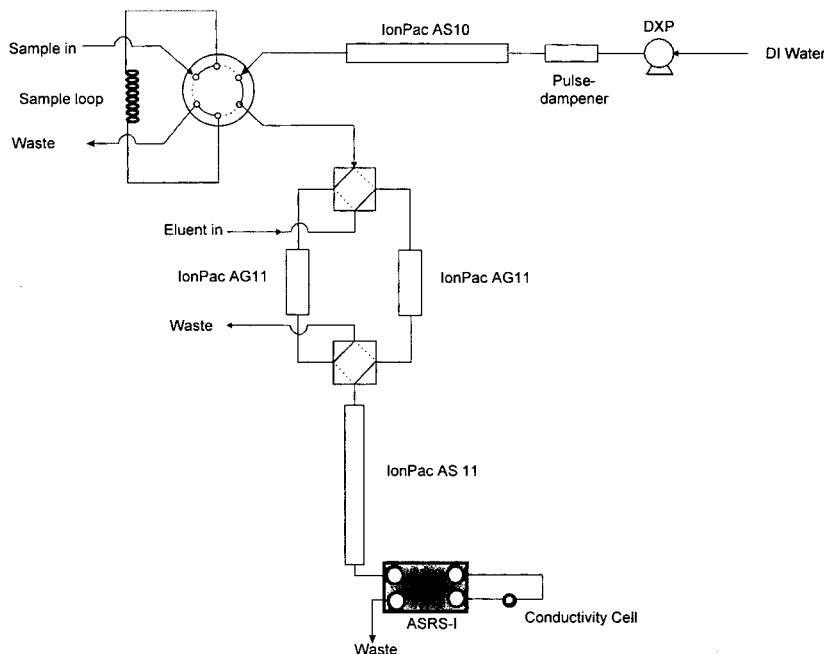 IonPac AS10
DXP
Sample in
DI Water
Pulse-
dampener
Sample loop
Waste
Eluent in
IonPac AG11
IonPac AG11
Waste
IonPac AS 11
Conductivity Cell
ASRS-I
Waste